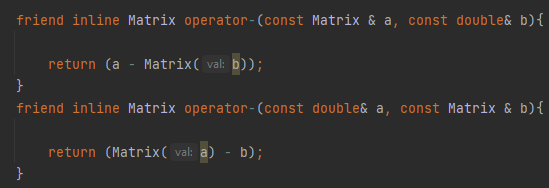 friend inline Matrix operator-(const Matrix & a, const double& b){
return (a - Matrix( val: b));
}
friend inline Matrix operator-(const double& a, const Matrix & b){
return (Matrix( val: a) - b);
}